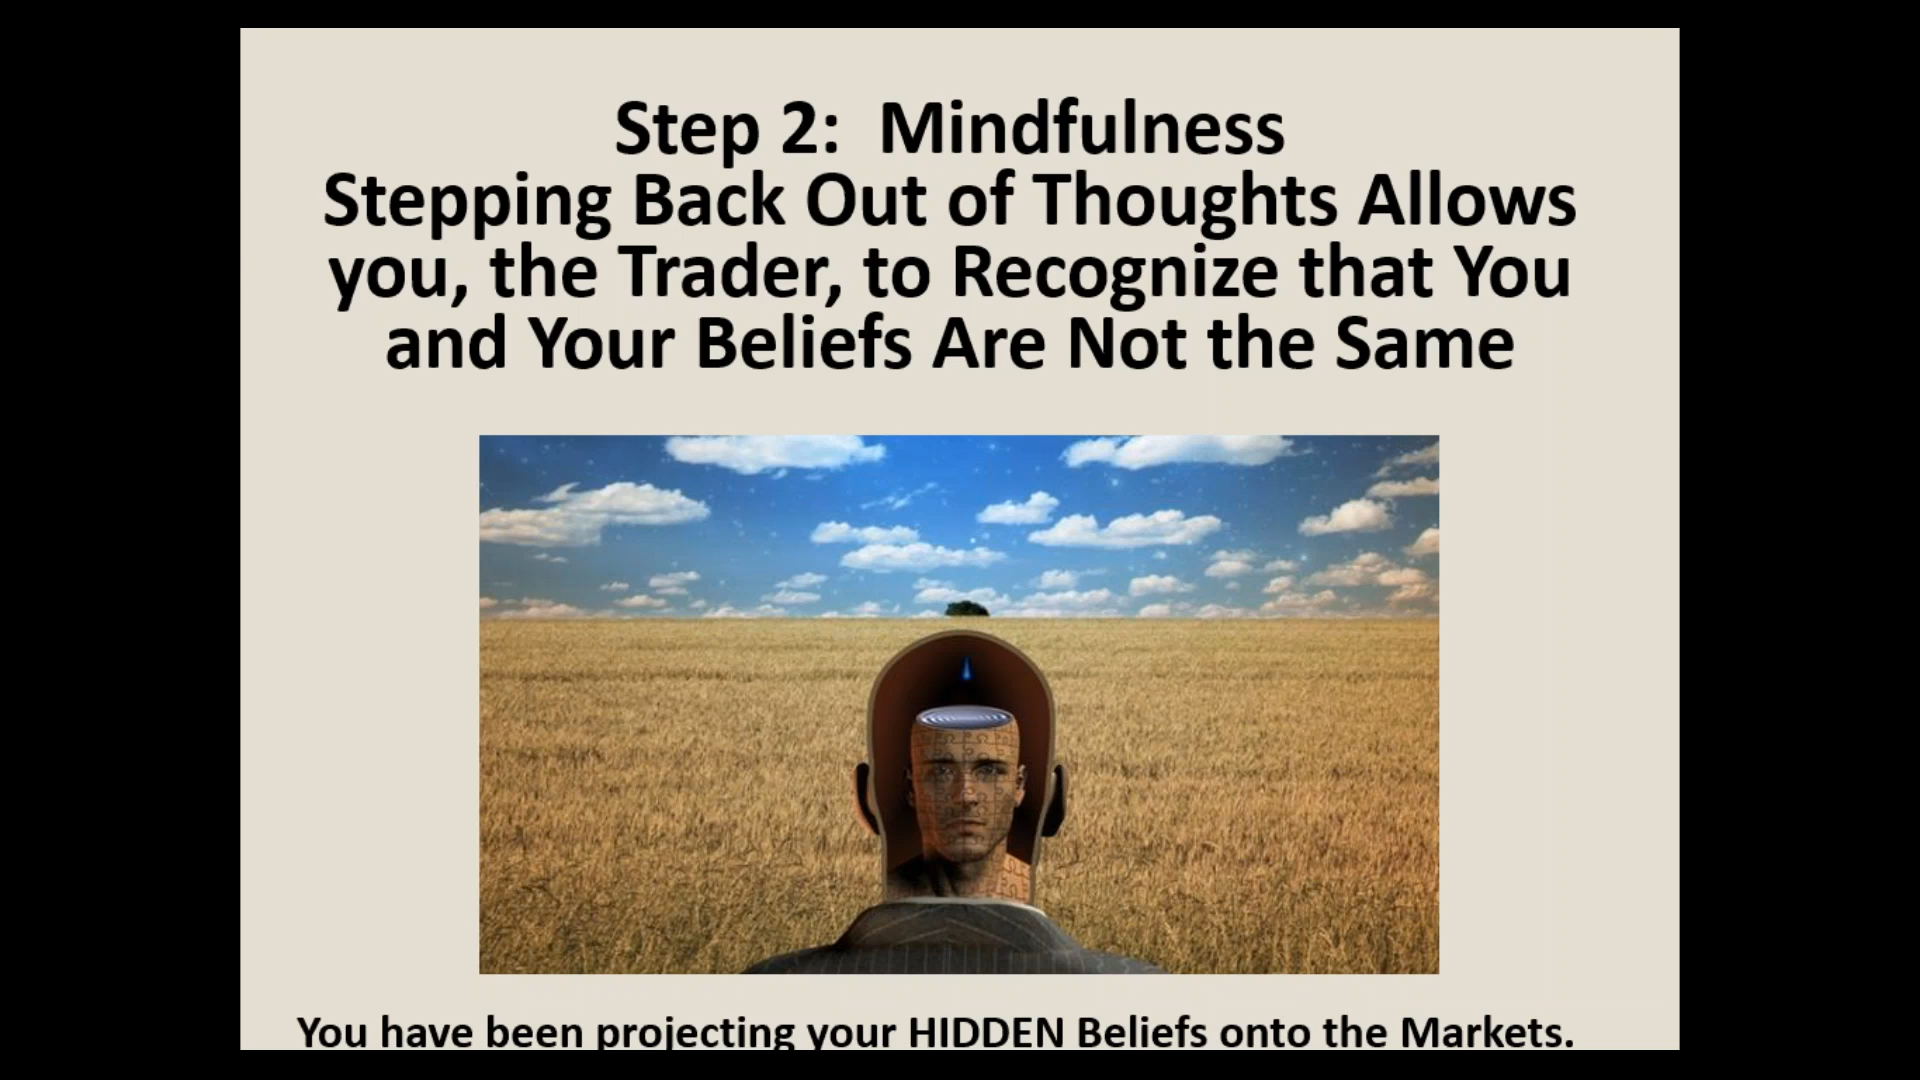 Step 2:  Mindfulness
Stepping Back Out of Thoughts Allows
you, the Trader, to Recognize that You
and Your Beliefs Are Not the Same
You have been projecting your HIDDEN Beliefs onto the Markets.